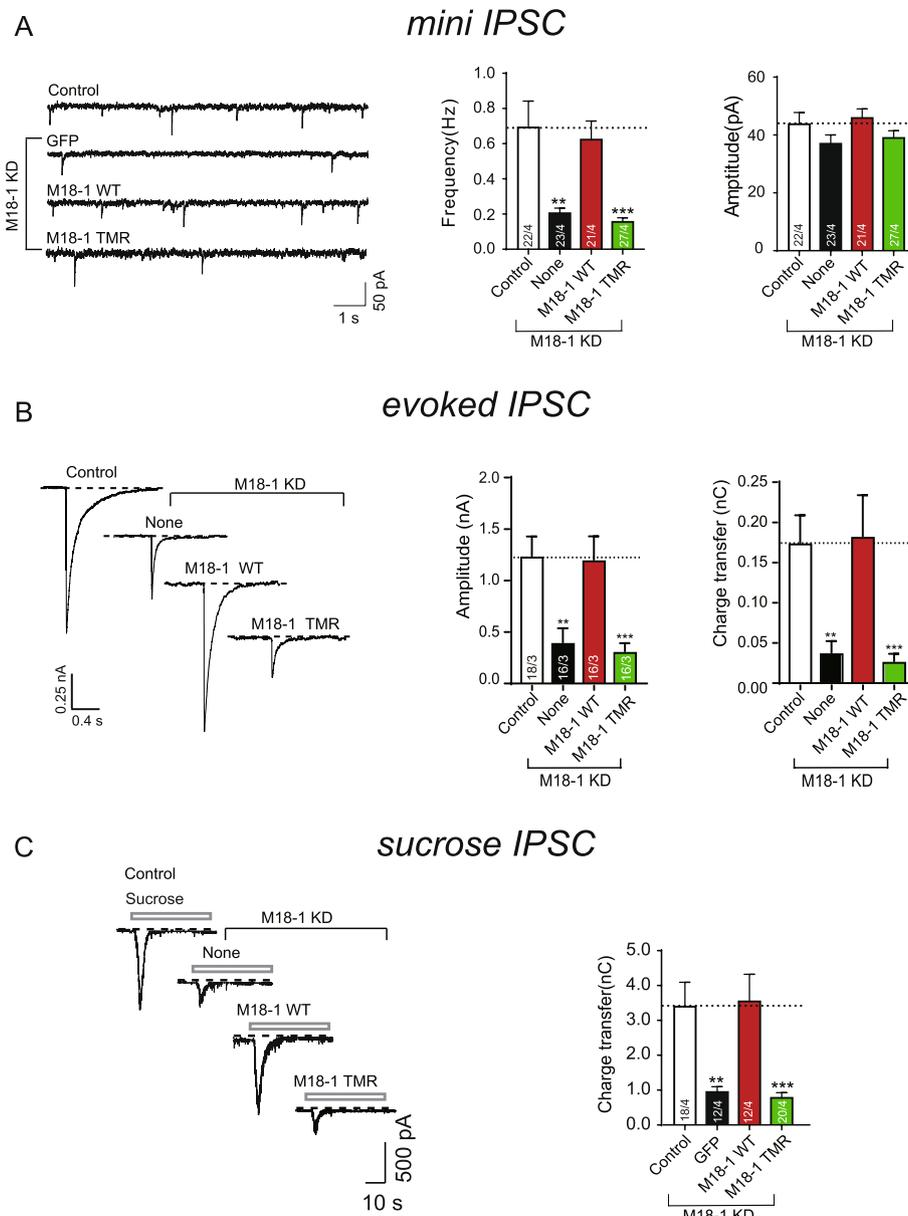 A
mini IPSC
Control
GFP
M18-1 WT
M18-1 TMR
M18-1 KD
50 pA
1 s
Frequency(Hz)
1.0
0.8
0.6
0.4
0.2
0.0
**
***
22/4
23/4
21/4
27/4
Control
None
M18-1 WT
M18-1 TMR
M18-1 KD
Amptitude(pA)
60
40
20
0
22/4
23/4
21/4
27/4
Control
None
M18-1 WT
M18-1 TMR
M18-1 KD
B
evoked IPSC
Control
M18-1 KD
None
M18-1 WT
M18-1 TMR
0.25 nA
0.4 s
Amplitude (nA)
2.0
1.5
1.0
0.5
0.0
**
***
18/3
16/3
16/3
16/3
Control
None
M18-1 WT
M18-1 TMR
M18-1 KD
Charge transfer (nC)
0.25
0.20
0.15
0.10
0.05
0.00
**
***
Control
None
M18-1 WT
M18-1 TMR
M18-1 KD
C
sucrose IPSC
Control
Sucrose
M18-1 KD
None
M18-1 WT
M18-1 TMR
500 pA
10 s
Charge transfer(nC)
5.0
4.0
3.0
2.0
1.0
0.0
**
***
18/4
12/4
12/4
20/4
Control
GFP
M18-1 WT
M18-1 TMR
M18-1 KD